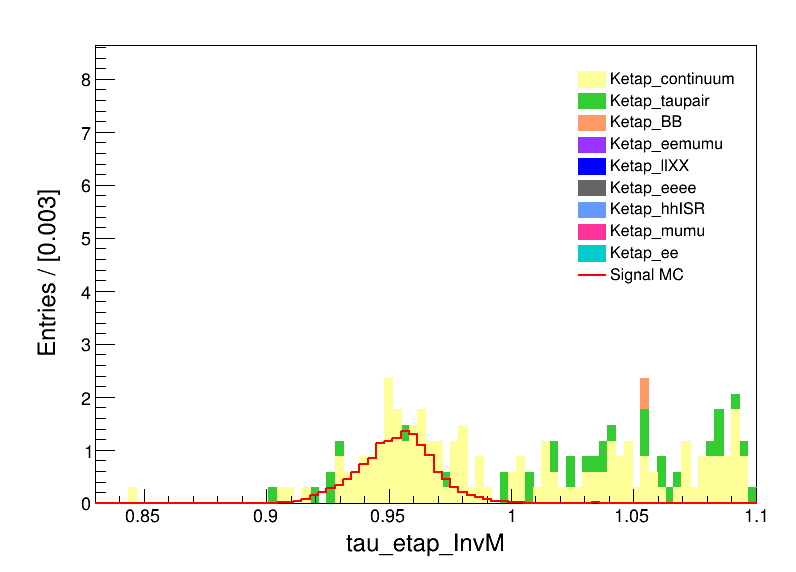 Entries / [0.003]
8
7
6
5
4
3
2
1
0
Ketap_continuum
Ketap_taupair
Ketap_BB
Ketap_eemumu
Ketap_llXX
Ketap_eeee
Ketap_hhISR
Ketap_mumu
Ketap_ee
Signal MC
0.85 0.9 0.95 1 1.05 1.1
tau_etap_InvM